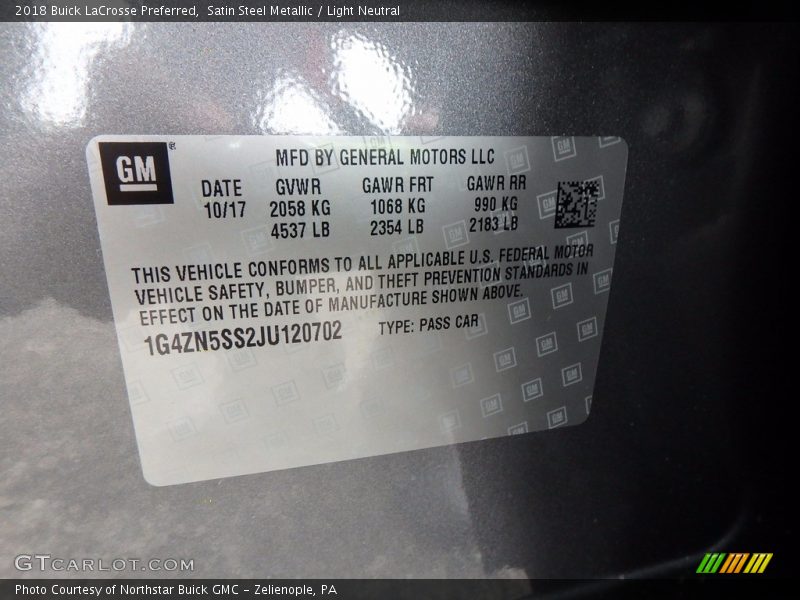 2018 Buick LaCrosse Preferred,  Satin Steel Metallic / Light Neutral
GM®
MFD BY GENERAL MOTORS LLC
DATE GVWR GAWR FRT GAWR RR
10/17 2058 KG 1068 KG 990 KG
4537 LB 2354 LB 2183 LB
THIS VEHICLE CONFORMS TO ALL APPLICABLE U.S. FEDERAL MOTOR
VEHICLE SAFETY, BUMPER, AND THEFT PREVENTION STANDARDS IN
EFFECT ON THE DATE OF MANUFACTURE SHOWN ABOVE.
1G4ZN5SS2JU120702 TYPE: PASS CAR
GTCARLOT.COM
Photo Courtesy of Northstar Buick GMC – Zelienople, PA